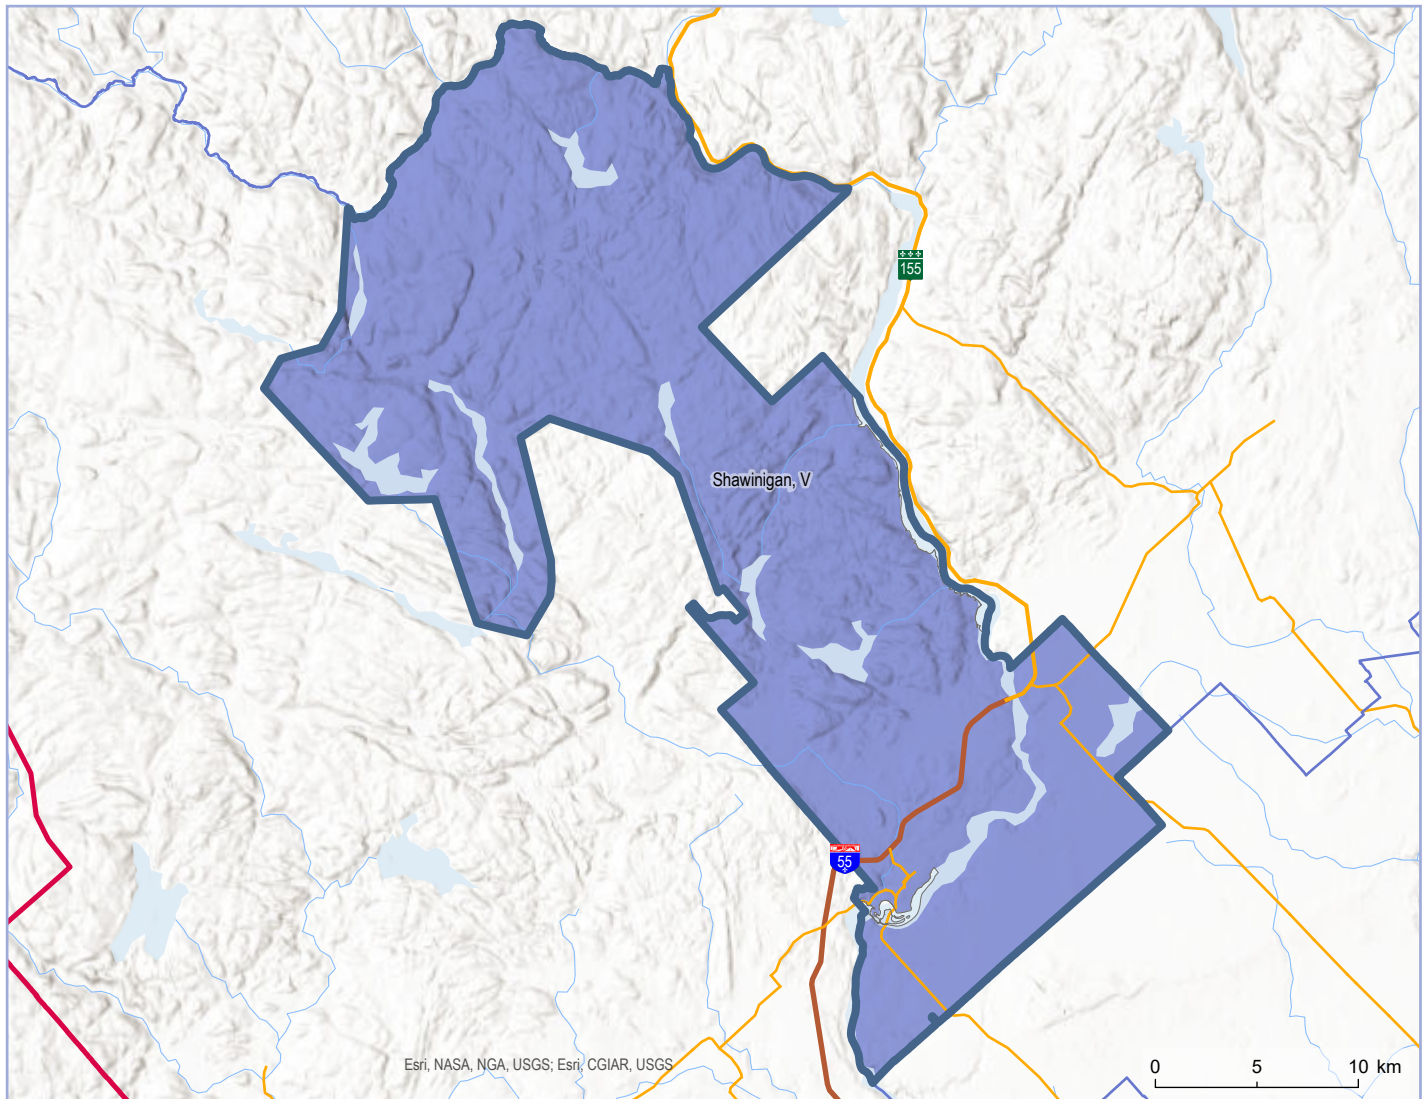 155
Shawinigan, V
55
Esri, NASA, NGA, USGS; Esri, CGIAR, USGS
0 5 10 km